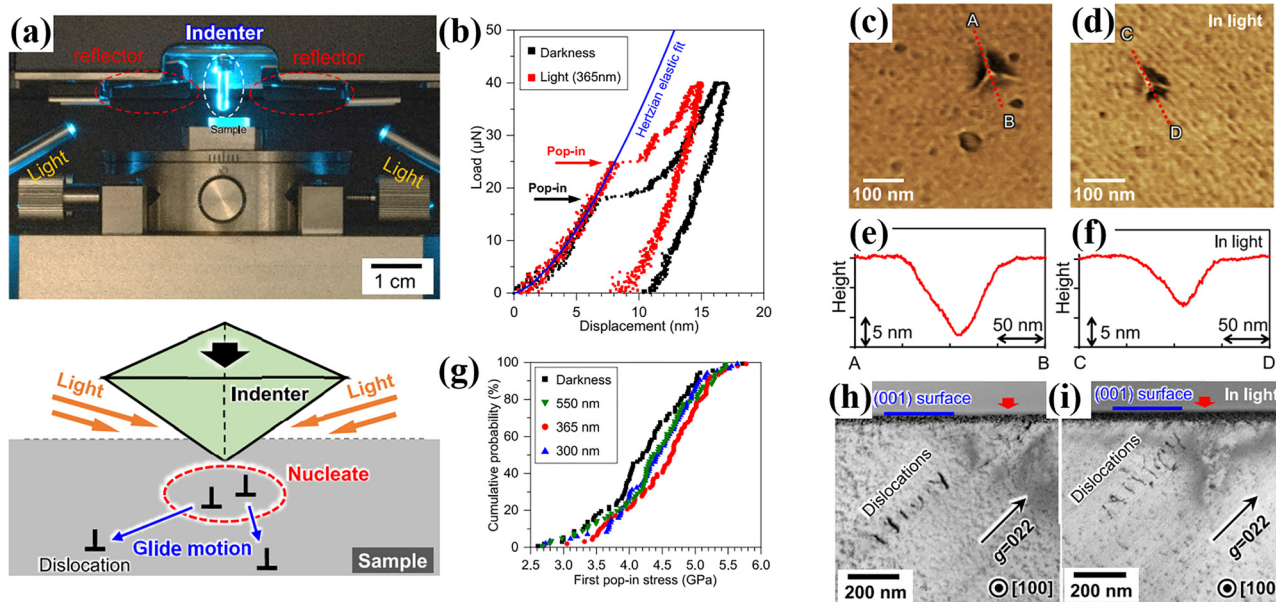 (a)
Indenter
reflector
reflector
Sample
Light
Light
1 cm
Light
Indenter
Light
Nucleate
Glide motion
Dislocation
Sample
(b)
Load (μN)
50
40
30
20
10
0
Darkness
Light (365nm)
Hertzian elastic fit
Pop-in
Pop-in
0 5 10 15 20
Displacement (nm)
(g)
Cumulative probability (%)
100
80
60
40
20
0
Darkness
550 nm
365 nm
300 nm
2.5 3.0 3.5 4.0 4.5 5.0 5.5 6.0
First pop-in stress (GPa)
(c)
A
B
100 nm
(d)
In light
C
D
100 nm
(e)
Height
5 nm
50 nm
A B
(f)
In light
Height
5 nm
50 nm
C D
(h)
(001) surface
Dislocations
g=022
200 nm
[100]
(i)
(001) surface
In light
Dislocations
g=022
200 nm
[100